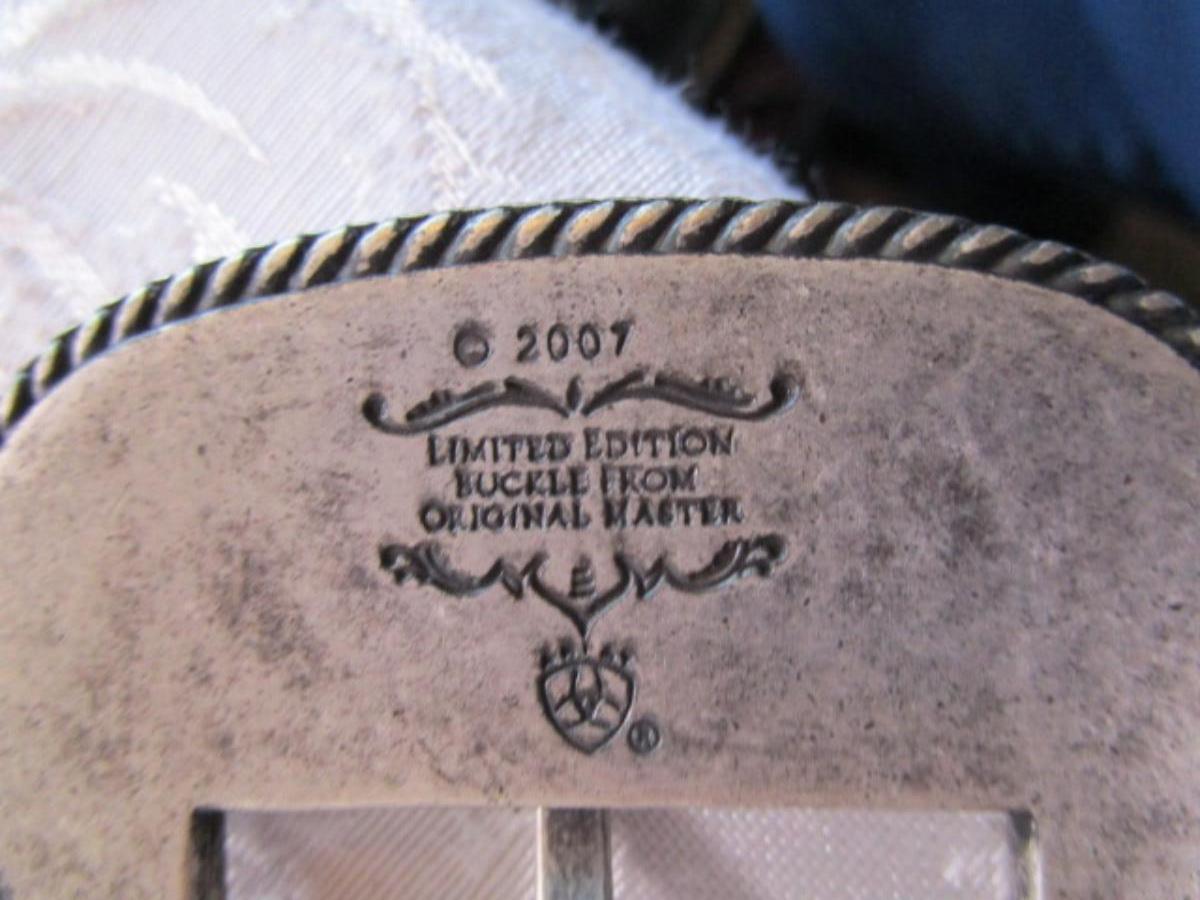 © 2007
LIMITED EDITION
BUCKLE FROM
ORIGINAL MASTER
®